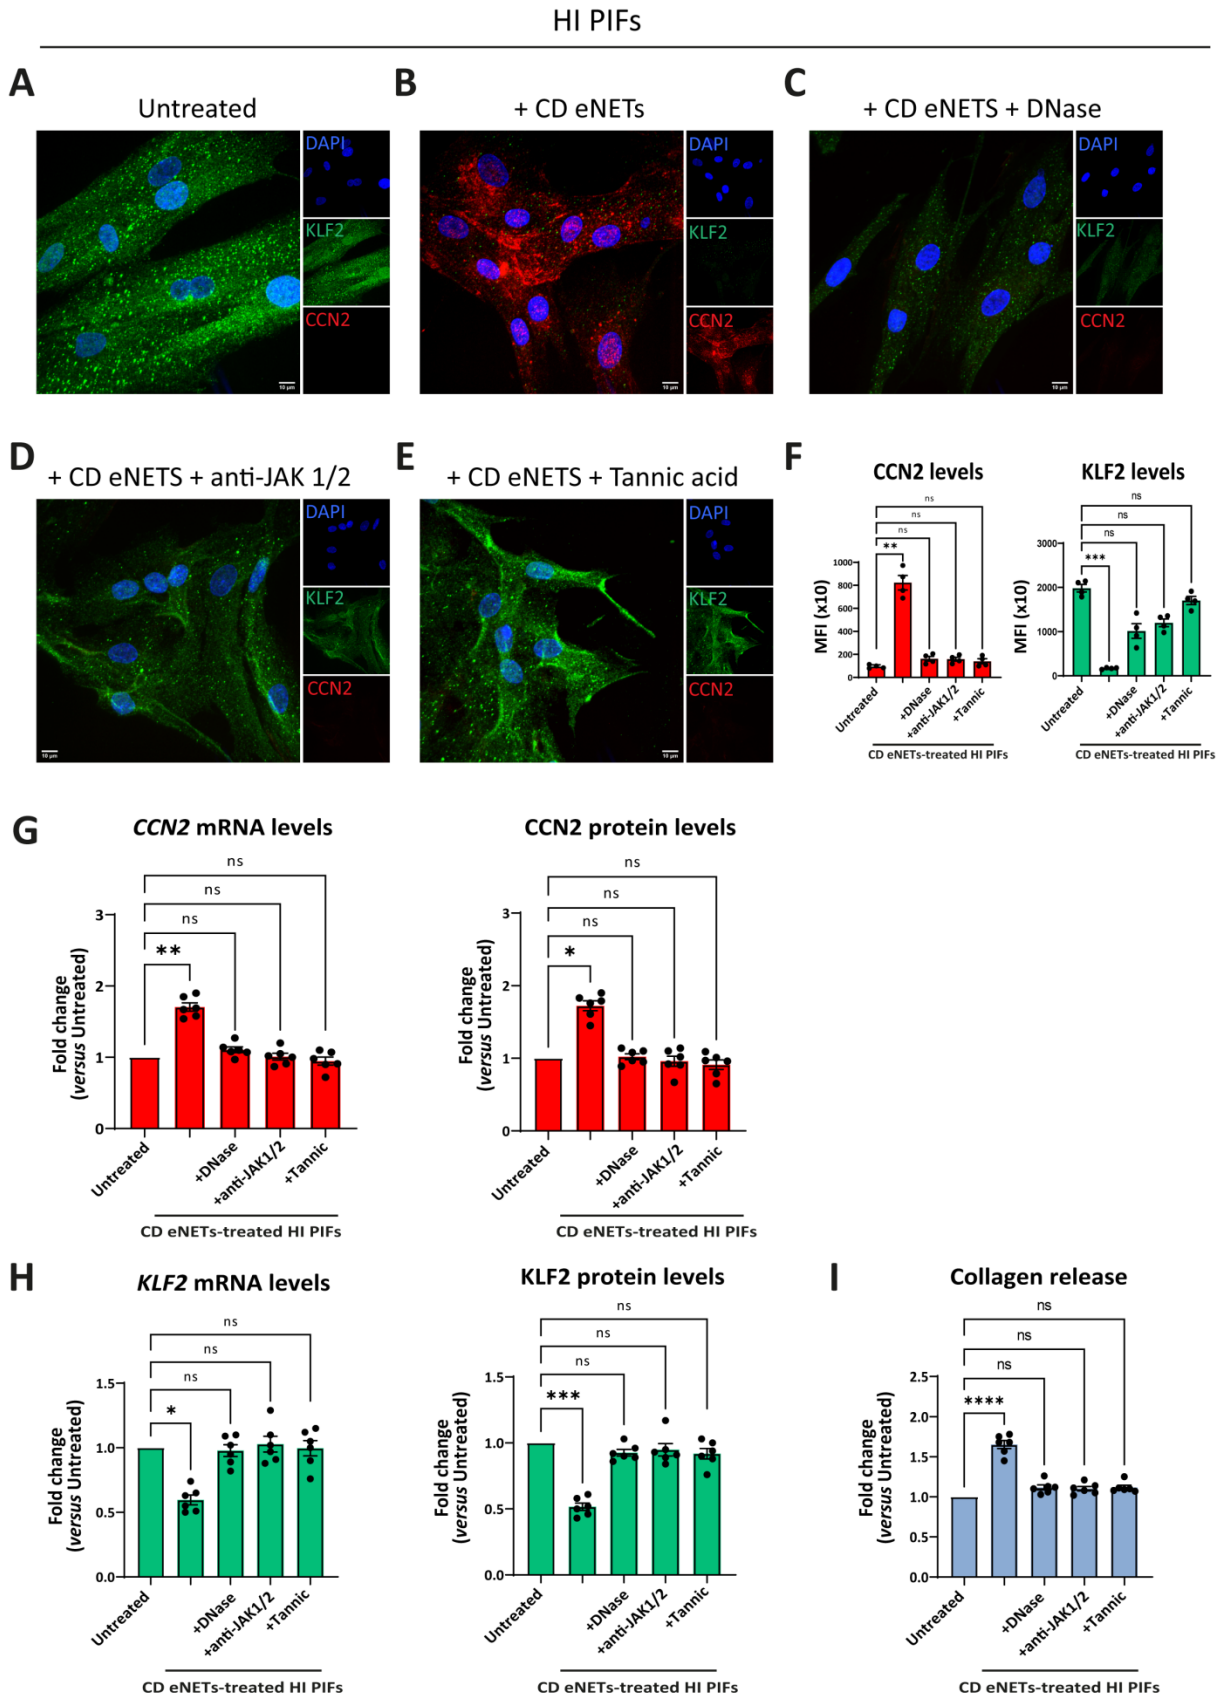 HI PIFs
A
Untreated
DAPI
KLF2
CCN2
10 µm
B
+ CD eNETs
DAPI
KLF2
CCN2
10 µm
C
+ CD eNETS + DNase
DAPI
KLF2
CCN2
10 µm
D
+ CD eNETS + anti-JAK 1/2
DAPI
KLF2
CCN2
10 µm
E
+ CD eNETS + Tannic acid
DAPI
KLF2
CCN2
10 µm
F
CCN2 levels
ns
ns
ns
**
MFI (x10)
1000
800
600
400
200
0
Untreated
+DNase
+anti-JAK1/2
+Tannic
CD eNETs-treated HI PIFs
KLF2 levels
ns
ns
ns
***
MFI (x10)
3000
2000
1000
0
Untreated
+DNase
+anti-JAK1/2
+Tannic
CD eNETs-treated HI PIFs
G
CCN2 mRNA levels
ns
ns
ns
**
Fold change
(versus Untreated)
3
2
1
0
Untreated
+DNase
+anti-JAK1/2
+Tannic
CD eNETs-treated HI PIFs
CCN2 protein levels
ns
ns
ns
*
Fold change
(versus Untreated)
3
2
1
0
Untreated
+DNase
+anti-JAK1/2
+Tannic
CD eNETs-treated HI PIFs
H
KLF2 mRNA levels
ns
ns
ns
*
Fold change
(versus Untreated)
1.5
1.0
0.5
0.0
Untreated
+DNase
+anti-JAK1/2
+Tannic
CD eNETs-treated HI PIFs
KLF2 protein levels
ns
ns
ns
***
Fold change
(versus Untreated)
1.5
1.0
0.5
0.0
Untreated
+DNase
+anti-JAK1/2
+Tannic
CD eNETs-treated HI PIFs
I
Collagen release
ns
ns
ns
****
Fold change
(versus Untreated)
2.5
2.0
1.5
1.0
0.5
0.0
Untreated
+DNase
+anti-JAK1/2
+Tannic
CD eNETs-treated HI PIFs